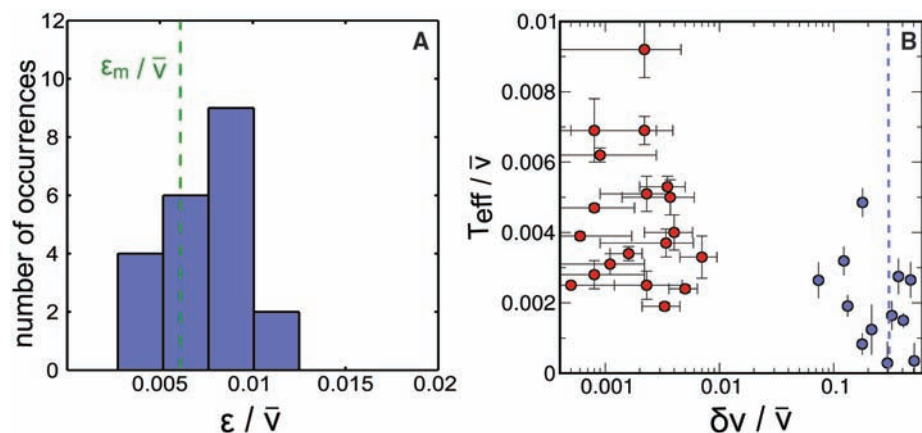 A
number of occurrences
12
10
8
6
4
2
0
εm / v̄
0.005
0.01
0.015
0.02
ε / v̄
B
Teff / v̄
0.01
0.008
0.006
0.004
0.002
0
0.001
0.01
0.1
δv / v̄